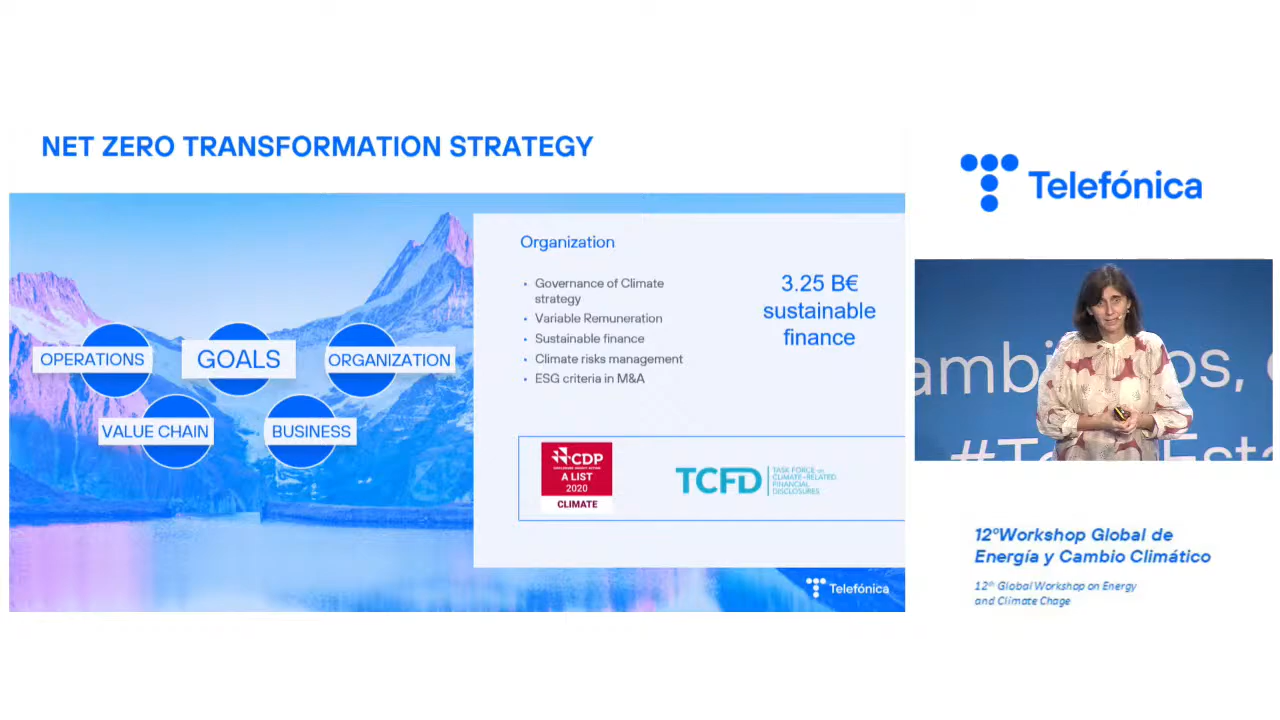 NET ZERO TRANSFORMATION STRATEGY
OPERATIONS
GOALS
ORGANIZATION
VALUE CHAIN
BUSINESS
Organization
• Governance of Climate
strategy
• Variable Remuneration
• Sustainable finance
• Climate risks management
• ESG criteria in M&A
3.25 B€
sustainable
finance
CDP
A LIST
2020
CLIMATE
TCFD
TASK FORCE on
CLIMATE-RELATED
FINANCIAL
DISCLOSURES
Telefónica
Telefónica
12ºWorkshop Global de
Energía y Cambio Climático
12th Global Workshop on Energy
and Climate Chage